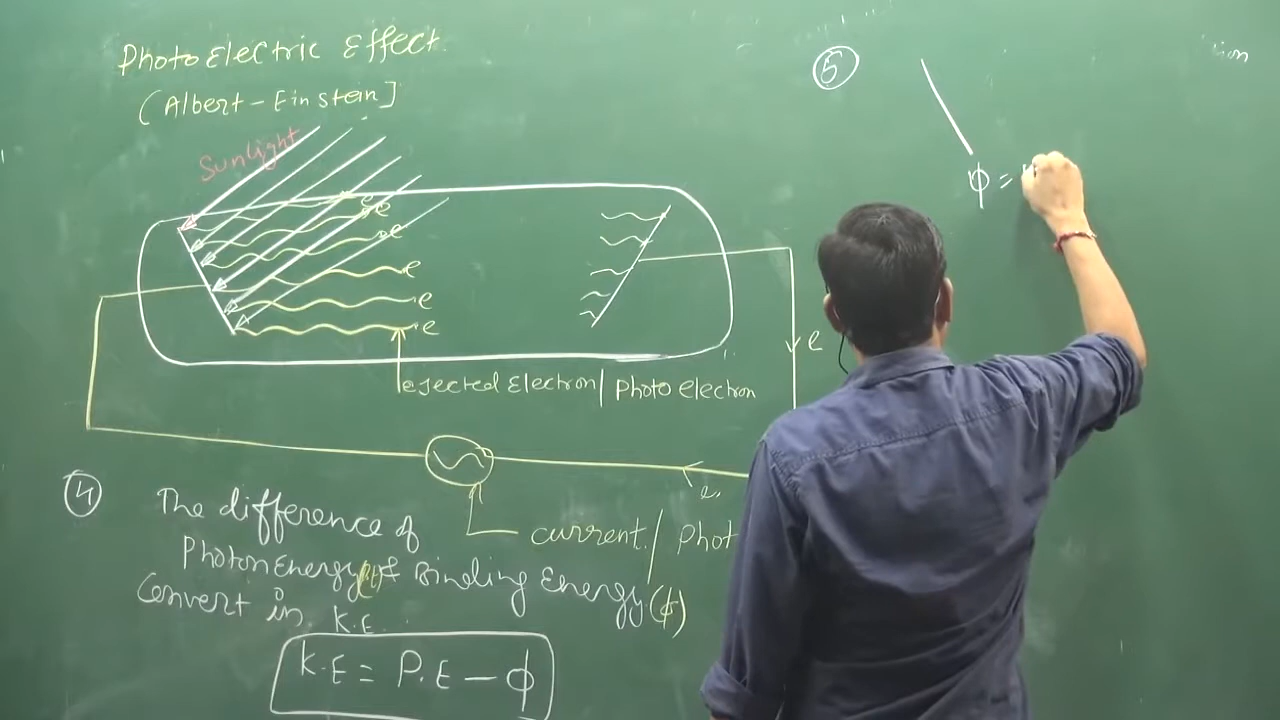 Photo Electric Effect
(Albert-Einstein]
Sunlight
e
e
e
e
e
e
ejected Electron/Photo electron
e
e
current/Phot
4
The difference of
Photon Energy & Binding Energy (ϕ)
Convert in K.E
K.E = P.E - ϕ
5
ϕ =
ion